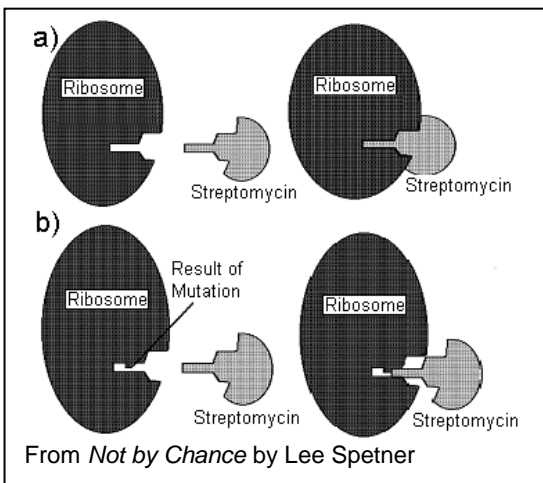 a)
Ribosome
Ribosome
Streptomycin
Streptomycin
b)
Result of
Mutation
Ribosome
Ribosome
Streptomycin
Streptomycin
From Not by Chance by Lee Spetner